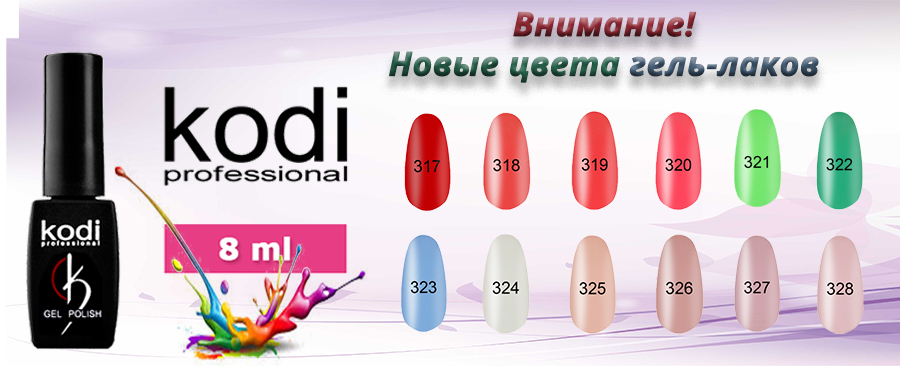 Внимание!
Новые цвета гель-лаков
kodi
professional
8 ml
kodi
professional
GEL POLISH
317 318 319 320 321 322
323 324 325 326 327 328